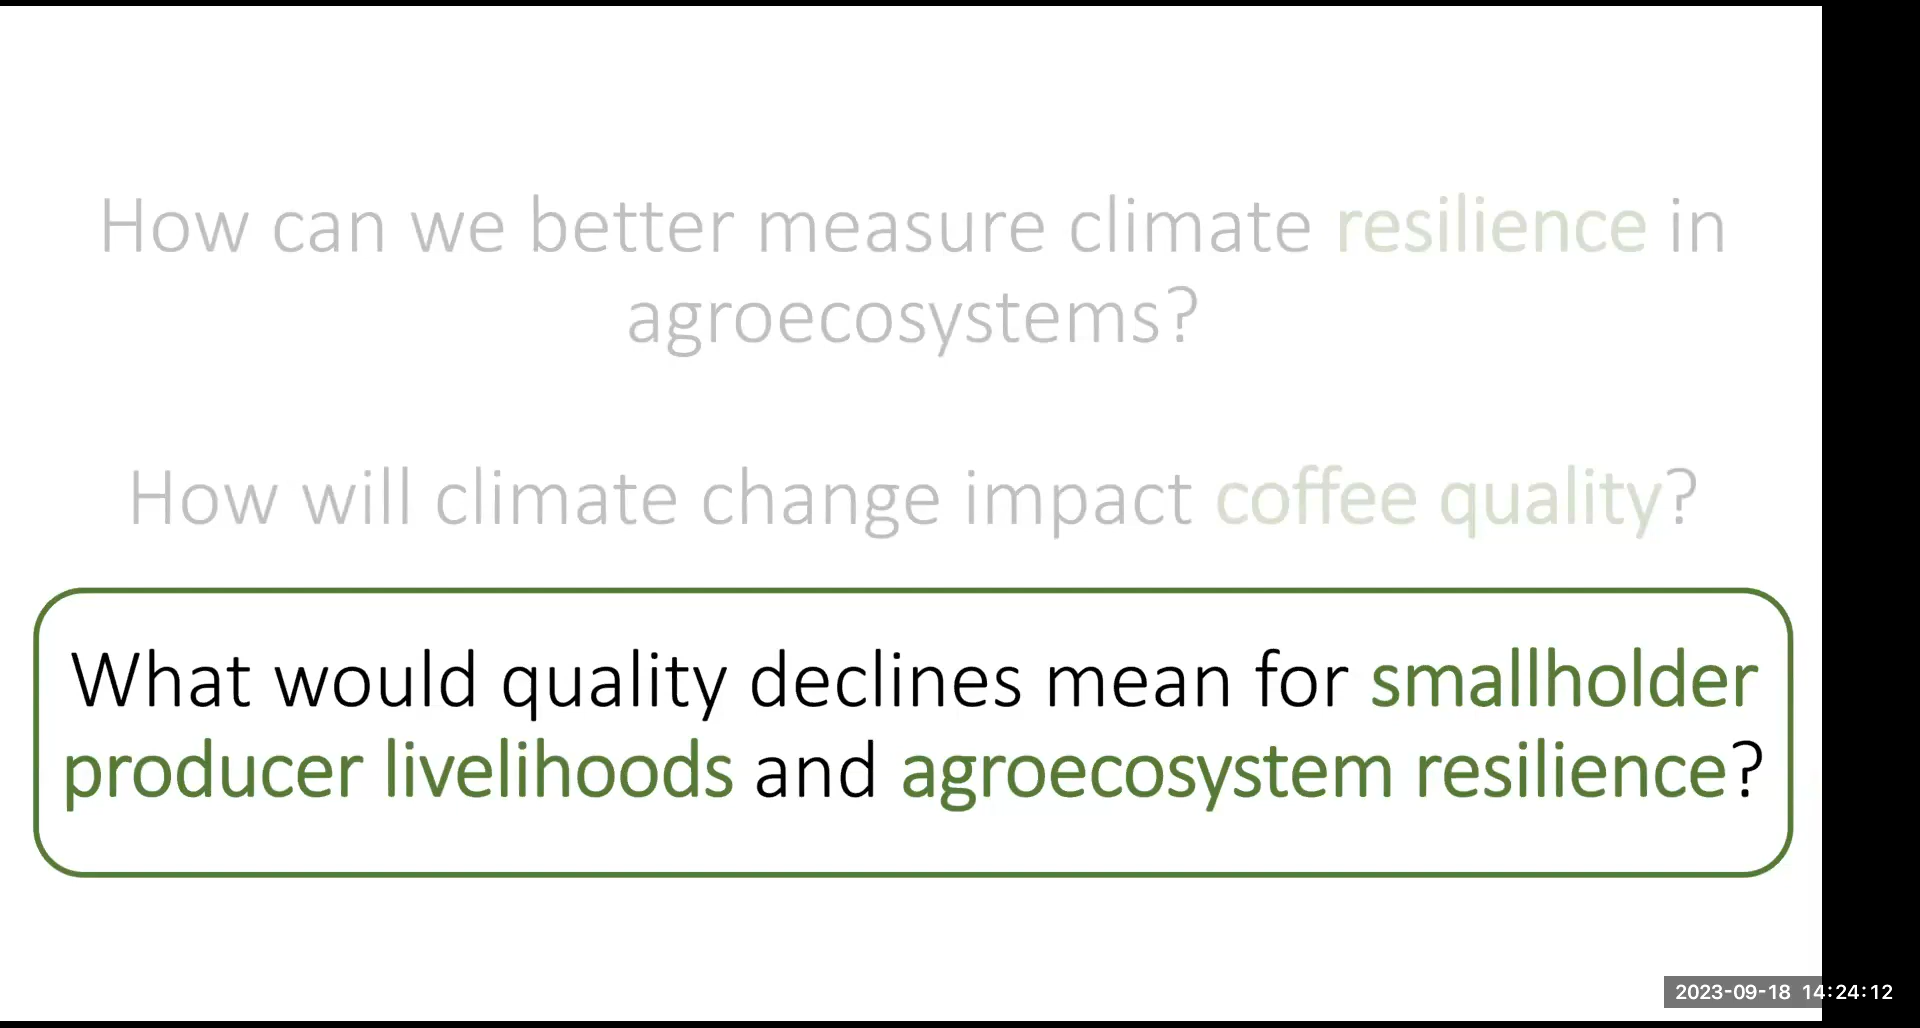 How can we better measure climate resilience in
agroecosystems?
How will climate change impact coffee quality?
What would quality declines mean for smallholder
producer livelihoods and agroecosystem resilience?
2023-09-18 14:24:12